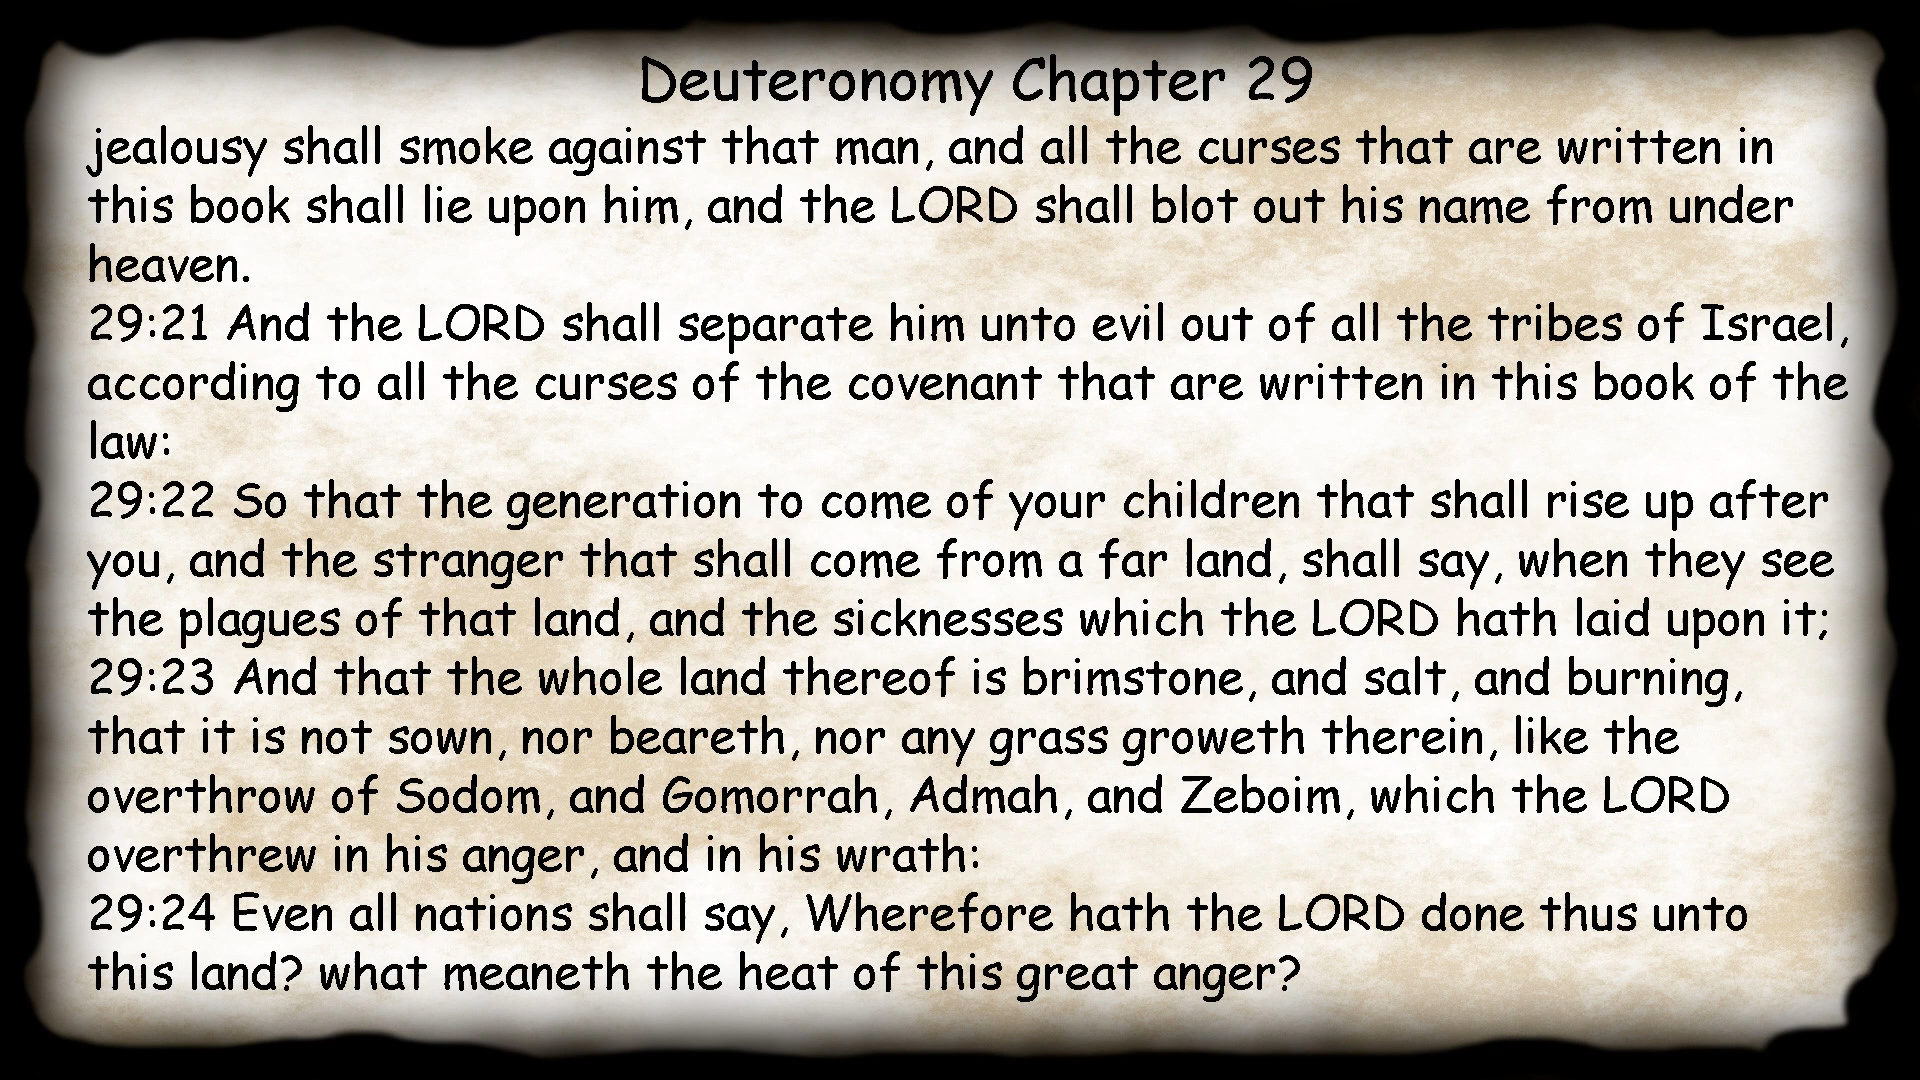 Deuteronomy Chapter 29
jealousy shall smoke against that man, and all the curses that are written in
this book shall lie upon him, and the LORD shall blot out his name from under
heaven.
29:21 And the LORD shall separate him unto evil out of all the tribes of Israel,
according to all the curses of the covenant that are written in this book of the
law:
29:22 So that the generation to come of your children that shall rise up after
you, and the stranger that shall come from a far land, shall say, when they see
the plagues of that land, and the sicknesses which the LORD hath laid upon it;
29:23 And that the whole land thereof is brimstone, and salt, and burning,
that it is not sown, nor beareth, nor any grass groweth therein, like the
overthrow of Sodom, and Gomorrah, Admah, and Zeboim, which the LORD
overthrew in his anger, and in his wrath:
29:24 Even all nations shall say, Wherefore hath the LORD done thus unto
this land? what meaneth the heat of this great anger?